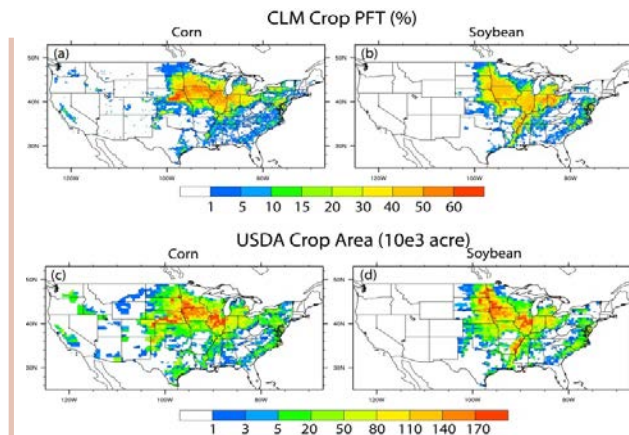 CLM Crop PFT (%)
Corn Soybean
(a) (b)
50N 50N
40N 40N
30N 30N
120W 100W 80W 120W 100W 80W
1 5 10 15 20 30 40 50 60
USDA Crop Area (10e3 acre)
Corn Soybean
(c) (d)
50N 50N
40N 40N
30N 30N
120W 100W 80W 120W 100W 80W
1 3 5 20 50 80 110 140 170